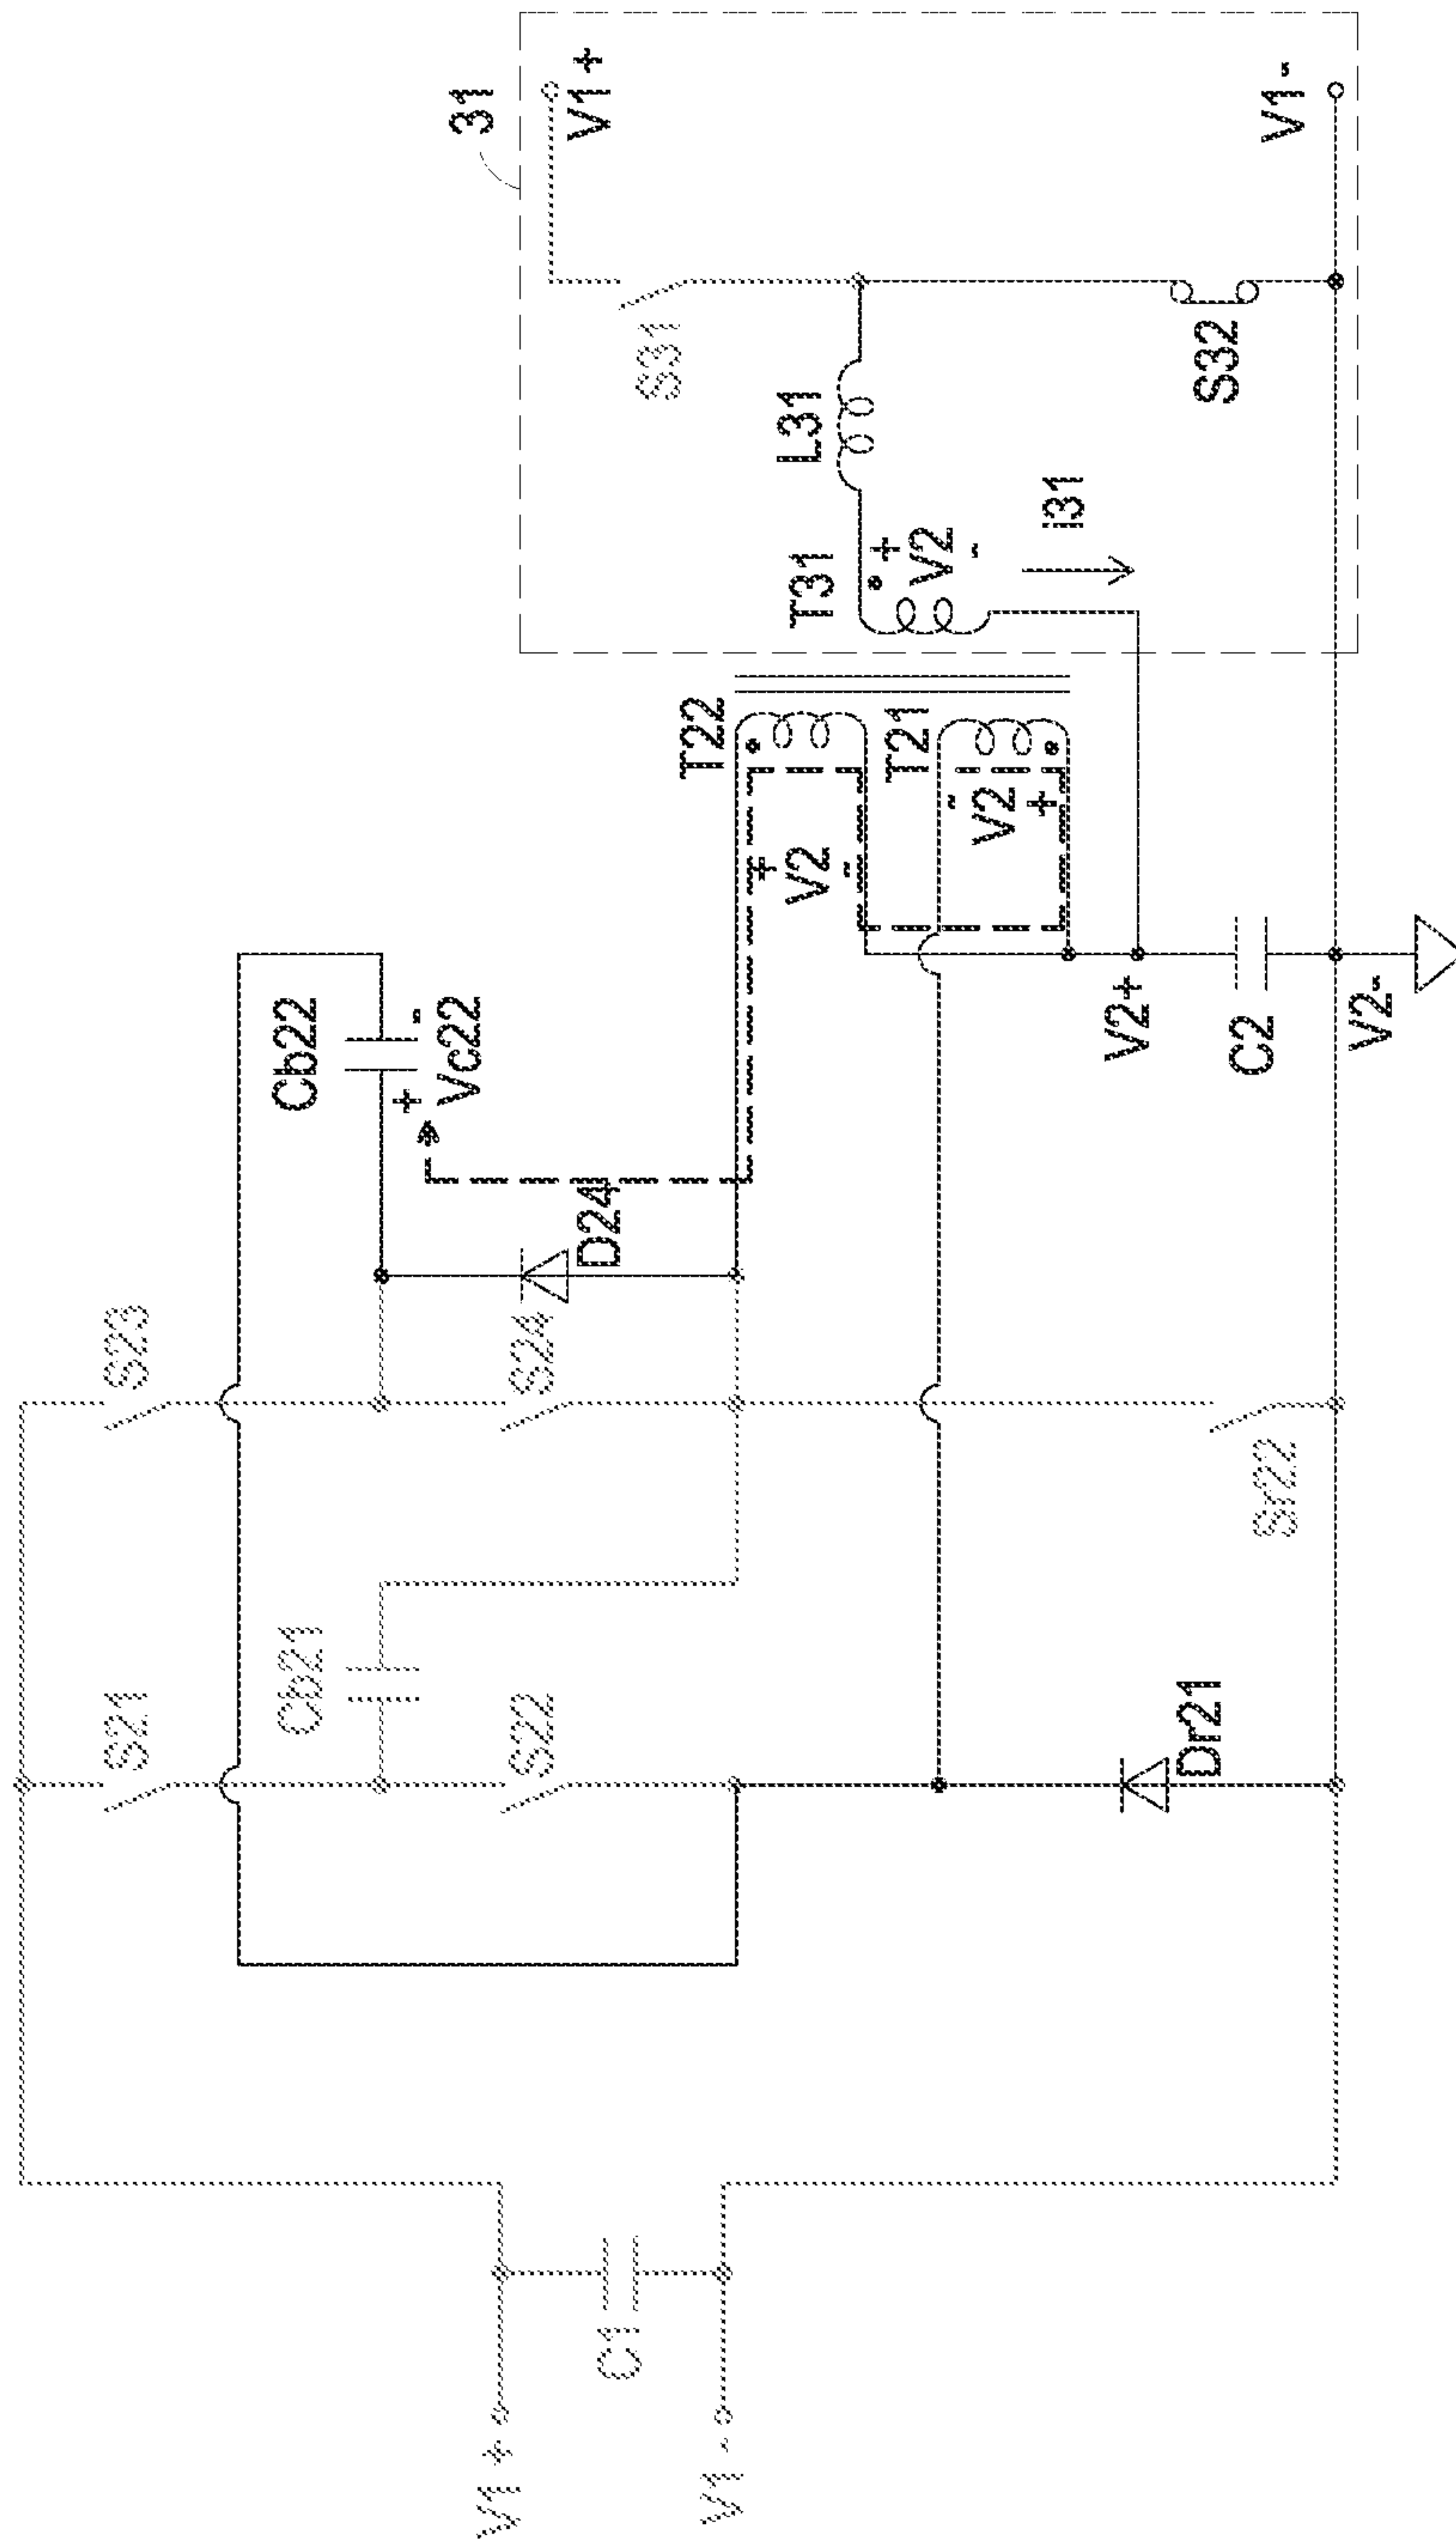 V1 +
V1 -
C1
S21
Cb21
S22
Dr21
S23
S24
D24
Sr22
Cb22
+
-
Vc22
T22
+
V2
-
T21
-
V2
+
V2+
C2
V2-
31
T31
+
V2
-
i31
L31
S31
S32
V1 +
V1 -